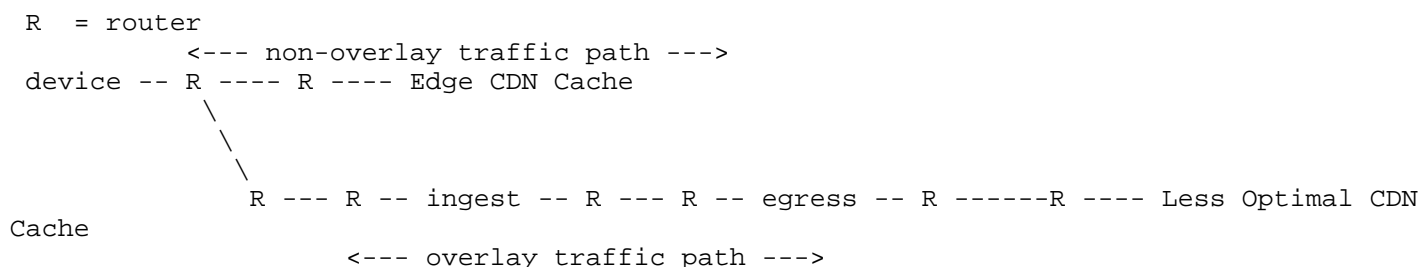 R  = router
<--- non-overlay traffic path --->
device -- R ---- R ---- Edge CDN Cache
\
\
\
R --- R -- ingest -- R --- R -- egress -- R ------R ---- Less Optimal CDN
Cache
<--- overlay traffic path --->